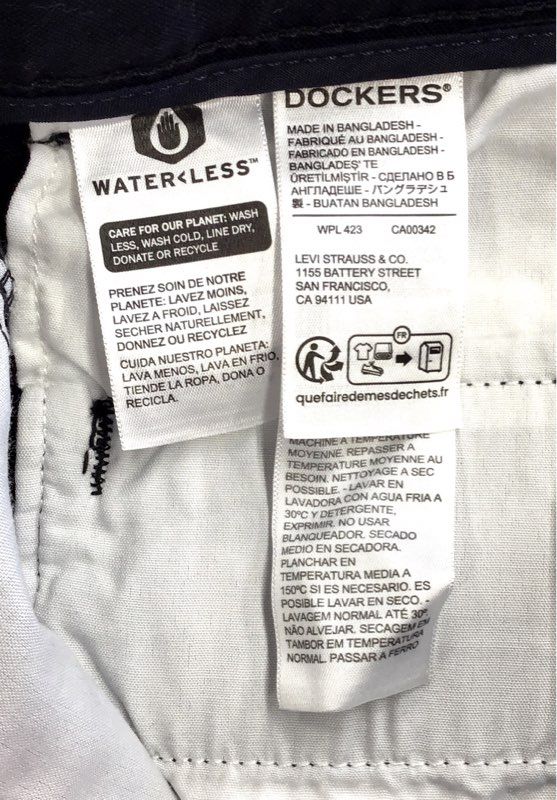 WATER<LESS™
CARE FOR OUR PLANET: WASH
LESS, WASH COLD, LINE DRY,
DONATE OR RECYCLE
PRENEZ SOIN DE NOTRE
PLANETE: LAVEZ MOINS,
LAVEZ A FROID, LAISSEZ
SECHER NATURELLEMENT,
DONNEZ OU RECYCLEZ
CUIDA NUESTRO PLANETA:
LAVA MENOS, LAVA EN FRIO,
TIENDE LA ROPA, DONA O
RECICLA.
DOCKERS®
MADE IN BANGLADESH -
FABRIQUÉ AU BANGLADESH -
FABRICADO EN BANGLADESH -
BANGLADEŞ' TE
ÜRETİLMİŞTİR - СДЕЛАНО В Б
АНГЛАДЕШЕ - バングラデシュ
製 - BUATAN BANGLADESH
WPL 423 CA00342
LEVI STRAUSS & CO.
1155 BATTERY STREET
SAN FRANCISCO,
CA 94111 USA
FR
quefairedemesdechets.fr
MACHINE A TEMPÉRATURE
MOYENNE. REPASSER A
TEMPÉRATURE MOYENNE AU
BESOIN. NETTOYAGE A SEC
POSSIBLE. - LAVAR EN
LAVADORA CON AGUA FRIA A
30ºC Y DETERGENTE,
EXPRIMIR. NO USAR
BLANQUEADOR. SECADO
MEDIO EN SECADORA.
PLANCHAR EN
TEMPERATURA MEDIA A
150ºC SI ES NECESARIO. ES
POSIBLE LAVAR EN SECO. -
LAVAGEM NORMAL ATÉ 30º
NÃO ALVEJAR. SECAGEM EM
TAMBOR EM TEMPERATURA
NORMAL. PASSAR A FERRO